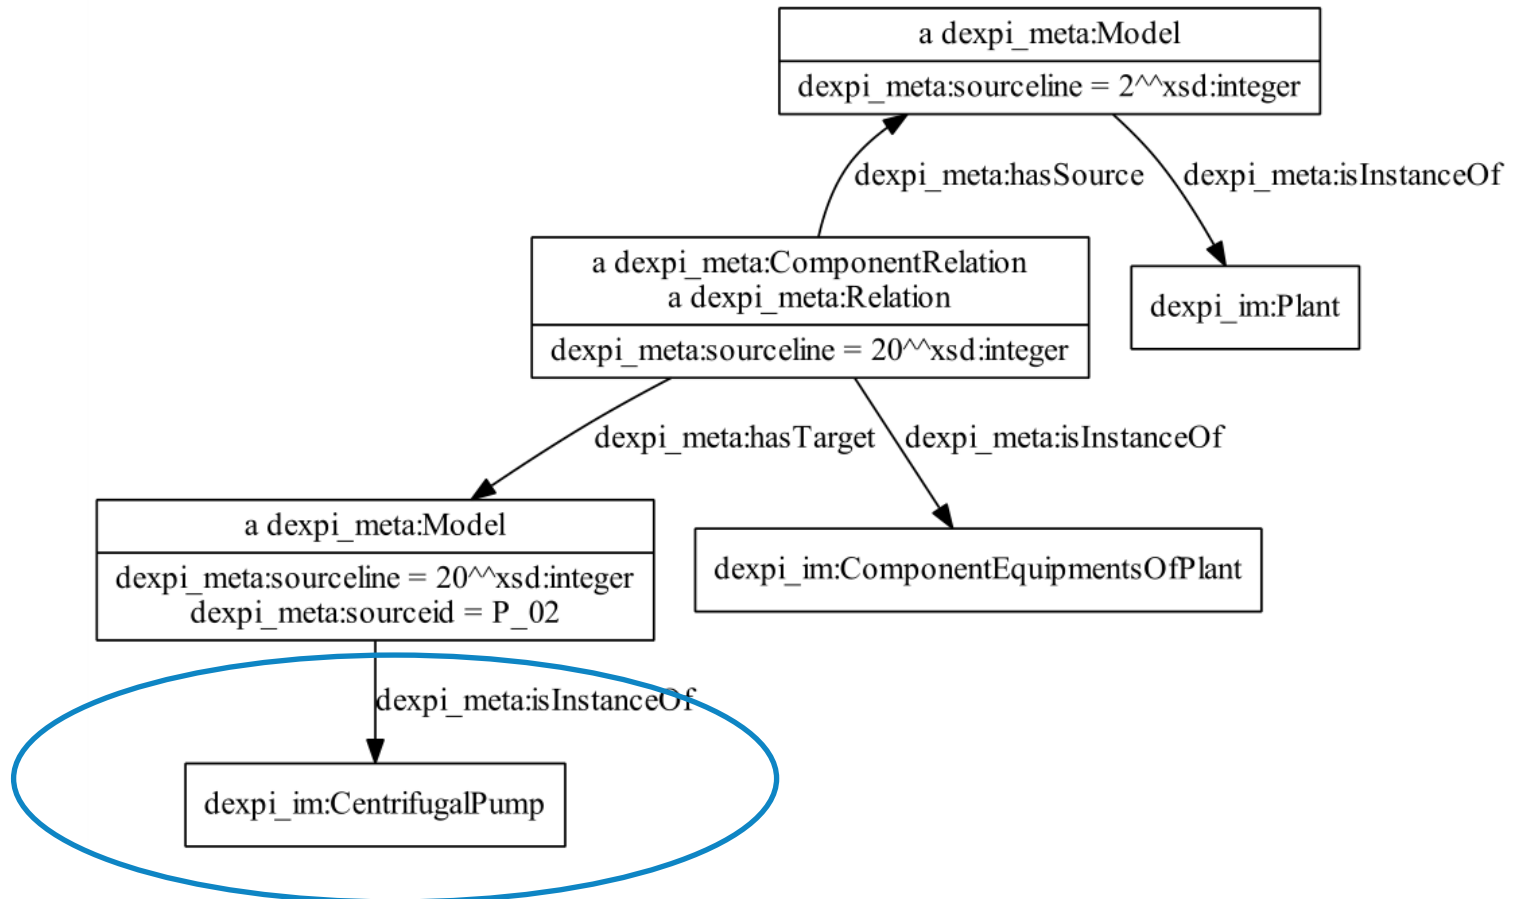 a dexpi_meta:Model
dexpi_meta:sourceline = 2^^xsd:integer
dexpi_meta:hasSource
dexpi_meta:isInstanceOf
a dexpi_meta:ComponentRelation
a dexpi_meta:Relation
dexpi_meta:sourceline = 20^^xsd:integer
dexpi_im:Plant
dexpi_meta:hasTarget
dexpi_meta:isInstanceOf
a dexpi_meta:Model
dexpi_meta:sourceline = 20^^xsd:integer
dexpi_meta:sourceid = P_02
dexpi_im:ComponentEquipmentsOfPlant
dexpi_meta:isInstanceOf
dexpi_im:CentrifugalPump